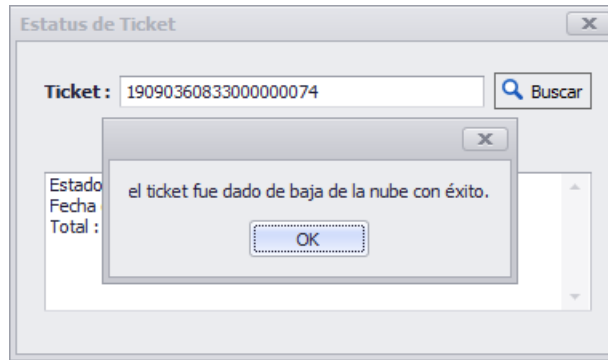 Estatus de Ticket
Ticket : 19090360833000000074 Buscar
el ticket fue dado de baja de la nube con éxito.
OK
Estado
Fecha
Total :